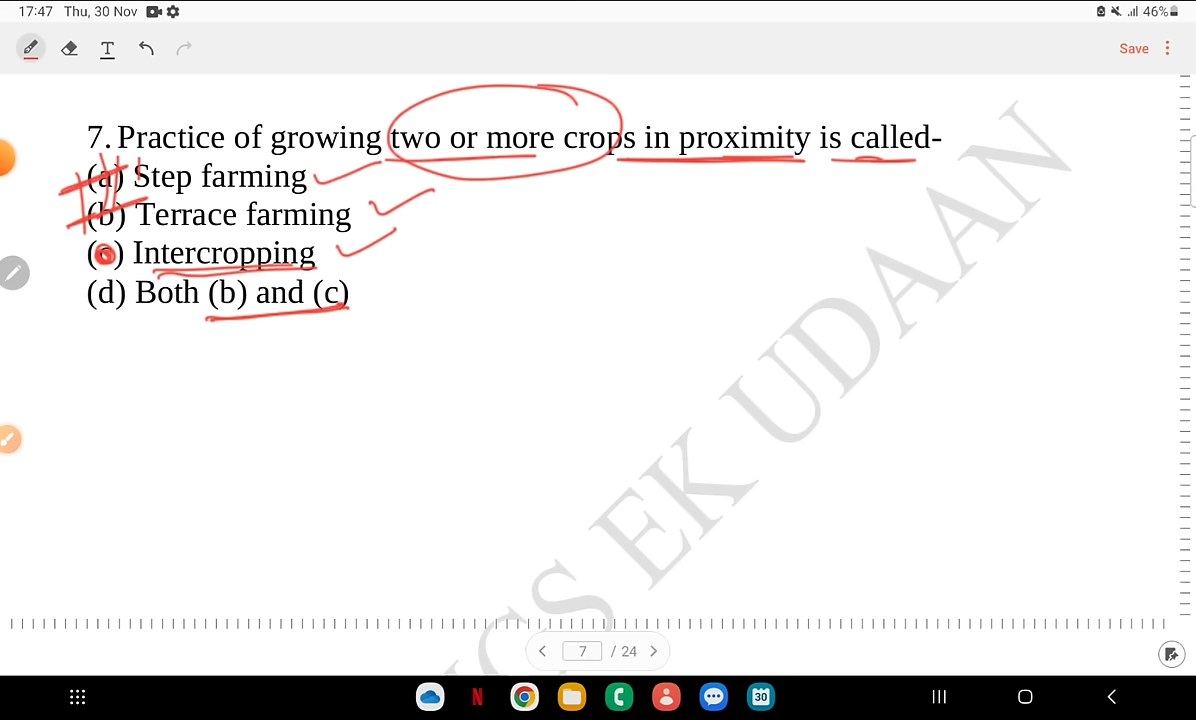 17:47 Thu, 30 Nov
46%
T
Save
7. Practice of growing two or more crops in proximity is called-
(a) Step farming
(b) Terrace farming
(c) Intercropping
(d) Both (b) and (c)
ICS EK UDAAN
7 / 24
N
30